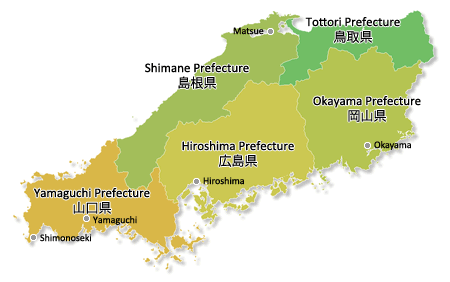 Tottori Prefecture
鳥取県
Matsue
Shimane Prefecture
島根県
Okayama Prefecture
岡山県
Hiroshima Prefecture
広島県
Okayama
Hiroshima
Yamaguchi Prefecture
山口県
Yamaguchi
Shimonoseki